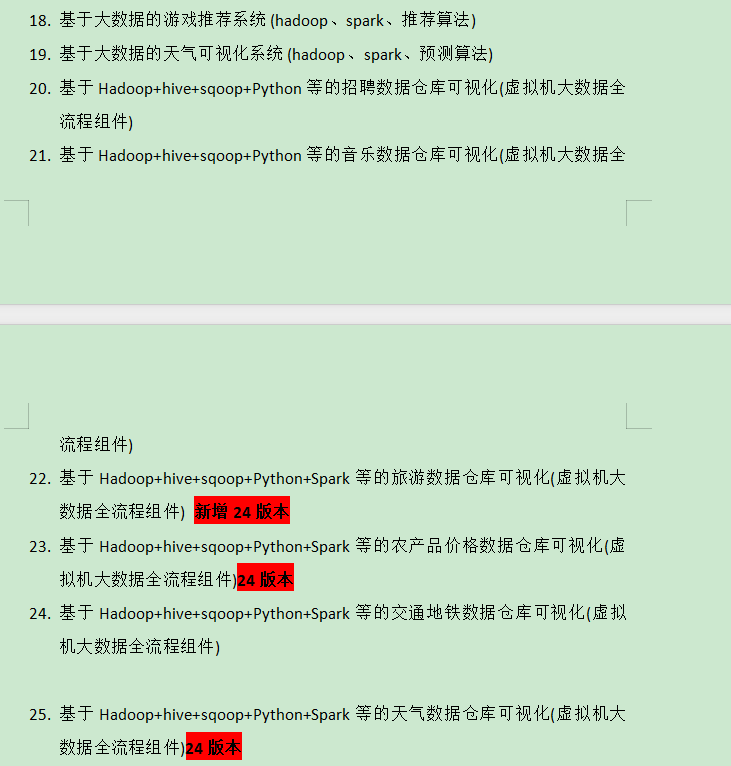 18. 基于大数据的游戏推荐系统(hadoop、spark、推荐算法)
19. 基于大数据的天气可视化系统(hadoop、spark、预测算法)
20. 基于 Hadoop+hive+sqoop+Python 等的招聘数据仓库可视化(虚拟机大数据全
流程组件)
21. 基于 Hadoop+hive+sqoop+Python 等的音乐数据仓库可视化(虚拟机大数据全
流程组件)
22. 基于 Hadoop+hive+sqoop+Python+Spark 等的旅游数据仓库可视化(虚拟机大
数据全流程组件) 新增 24 版本
23. 基于 Hadoop+hive+sqoop+Python+Spark 等的农产品价格数据仓库可视化(虚
拟机大数据全流程组件)24 版本
24. 基于 Hadoop+hive+sqoop+Python+Spark 等的交通地铁数据仓库可视化(虚拟
机大数据全流程组件)
25. 基于 Hadoop+hive+sqoop+Python+Spark 等的天气数据仓库可视化(虚拟机大
数据全流程组件)24 版本